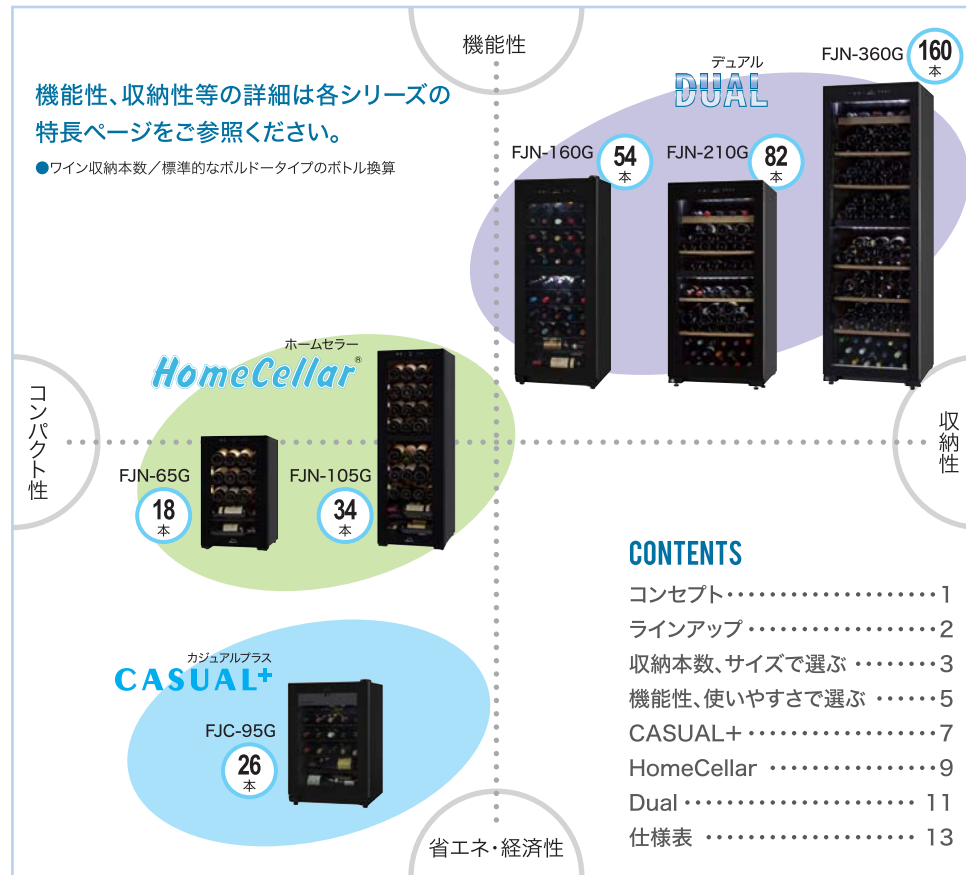 機能性
機能性、収納性等の詳細は各シリーズの
特長ページをご参照ください。
●ワイン収納本数／標準的なボルドータイプのボトル換算
デュアル
DUAL
FJN-160G
54
本
FJN-210G
82
本
FJN-360G
160
本
ホームセラー
HomeCellar®
FJN-65G
18
本
FJN-105G
34
本
コンパクト性
収納性
カジュアルプラス
CASUAL+
FJC-95G
26
本
省エネ・経済性
CONTENTS
コンセプト・・・・・・・・・・・・・・・・・・・・1
ラインアップ・・・・・・・・・・・・・・・・・・2
収納本数、サイズで選ぶ・・・・・・・・3
機能性、使いやすさで選ぶ・・・・・・5
CASUAL+・・・・・・・・・・・・・・・・・・7
HomeCellar・・・・・・・・・・・・・・・・9
Dual・・・・・・・・・・・・・・・・・・・・・・11
仕様表・・・・・・・・・・・・・・・・・・・・13